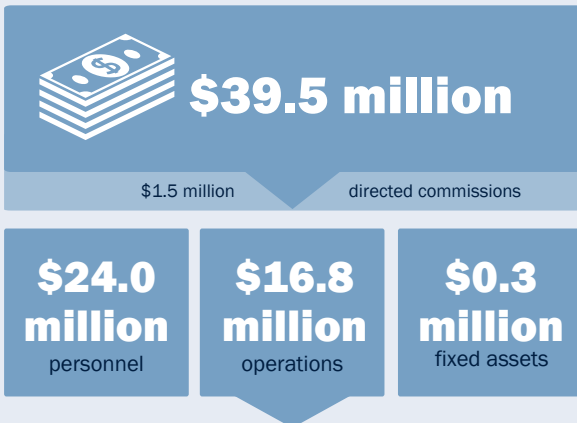 $39.5 million
$1.5 million directed commissions
$24.0
million
personnel
$16.8
million
operations
$0.3
million
fixed assets